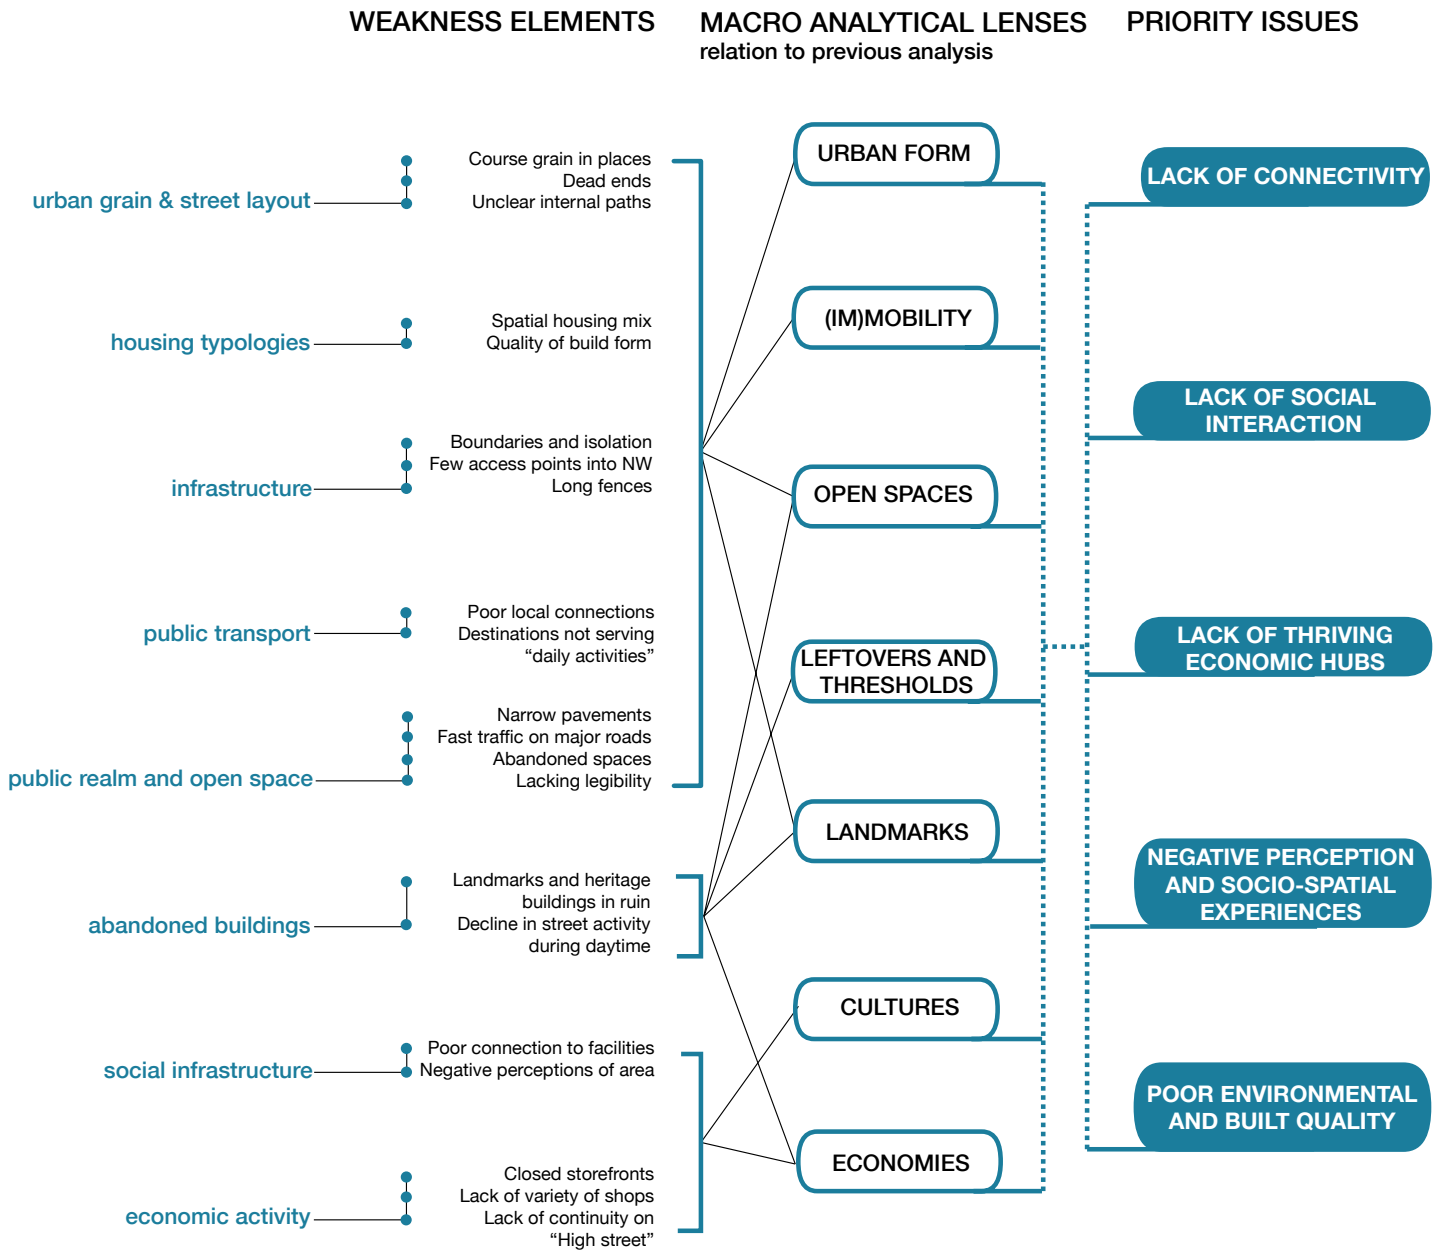 WEAKNESS ELEMENTS
MACRO ANALYTICAL LENSES
relation to previous analysis
PRIORITY ISSUES
urban grain & street layout
Course grain in places
Dead ends
Unclear internal paths
housing typologies
Spatial housing mix
Quality of build form
infrastructure
Boundaries and isolation
Few access points into NW
Long fences
public transport
Poor local connections
Destinations not serving
“daily activities”
public realm and open space
Narrow pavements
Fast traffic on major roads
Abandoned spaces
Lacking legibility
abandoned buildings
Landmarks and heritage
buildings in ruin
Decline in street activity
during daytime
social infrastructure
Poor connection to facilities
Negative perceptions of area
economic activity
Closed storefronts
Lack of variety of shops
Lack of continuity on
“High street”
URBAN FORM
(IM)MOBILITY
OPEN SPACES
LEFTOVERS AND
THRESHOLDS
LANDMARKS
CULTURES
ECONOMIES
LACK OF CONNECTIVITY
LACK OF SOCIAL
INTERACTION
LACK OF THRIVING
ECONOMIC HUBS
NEGATIVE PERCEPTION
AND SOCIO-SPATIAL
EXPERIENCES
POOR ENVIRONMENTAL
AND BUILT QUALITY